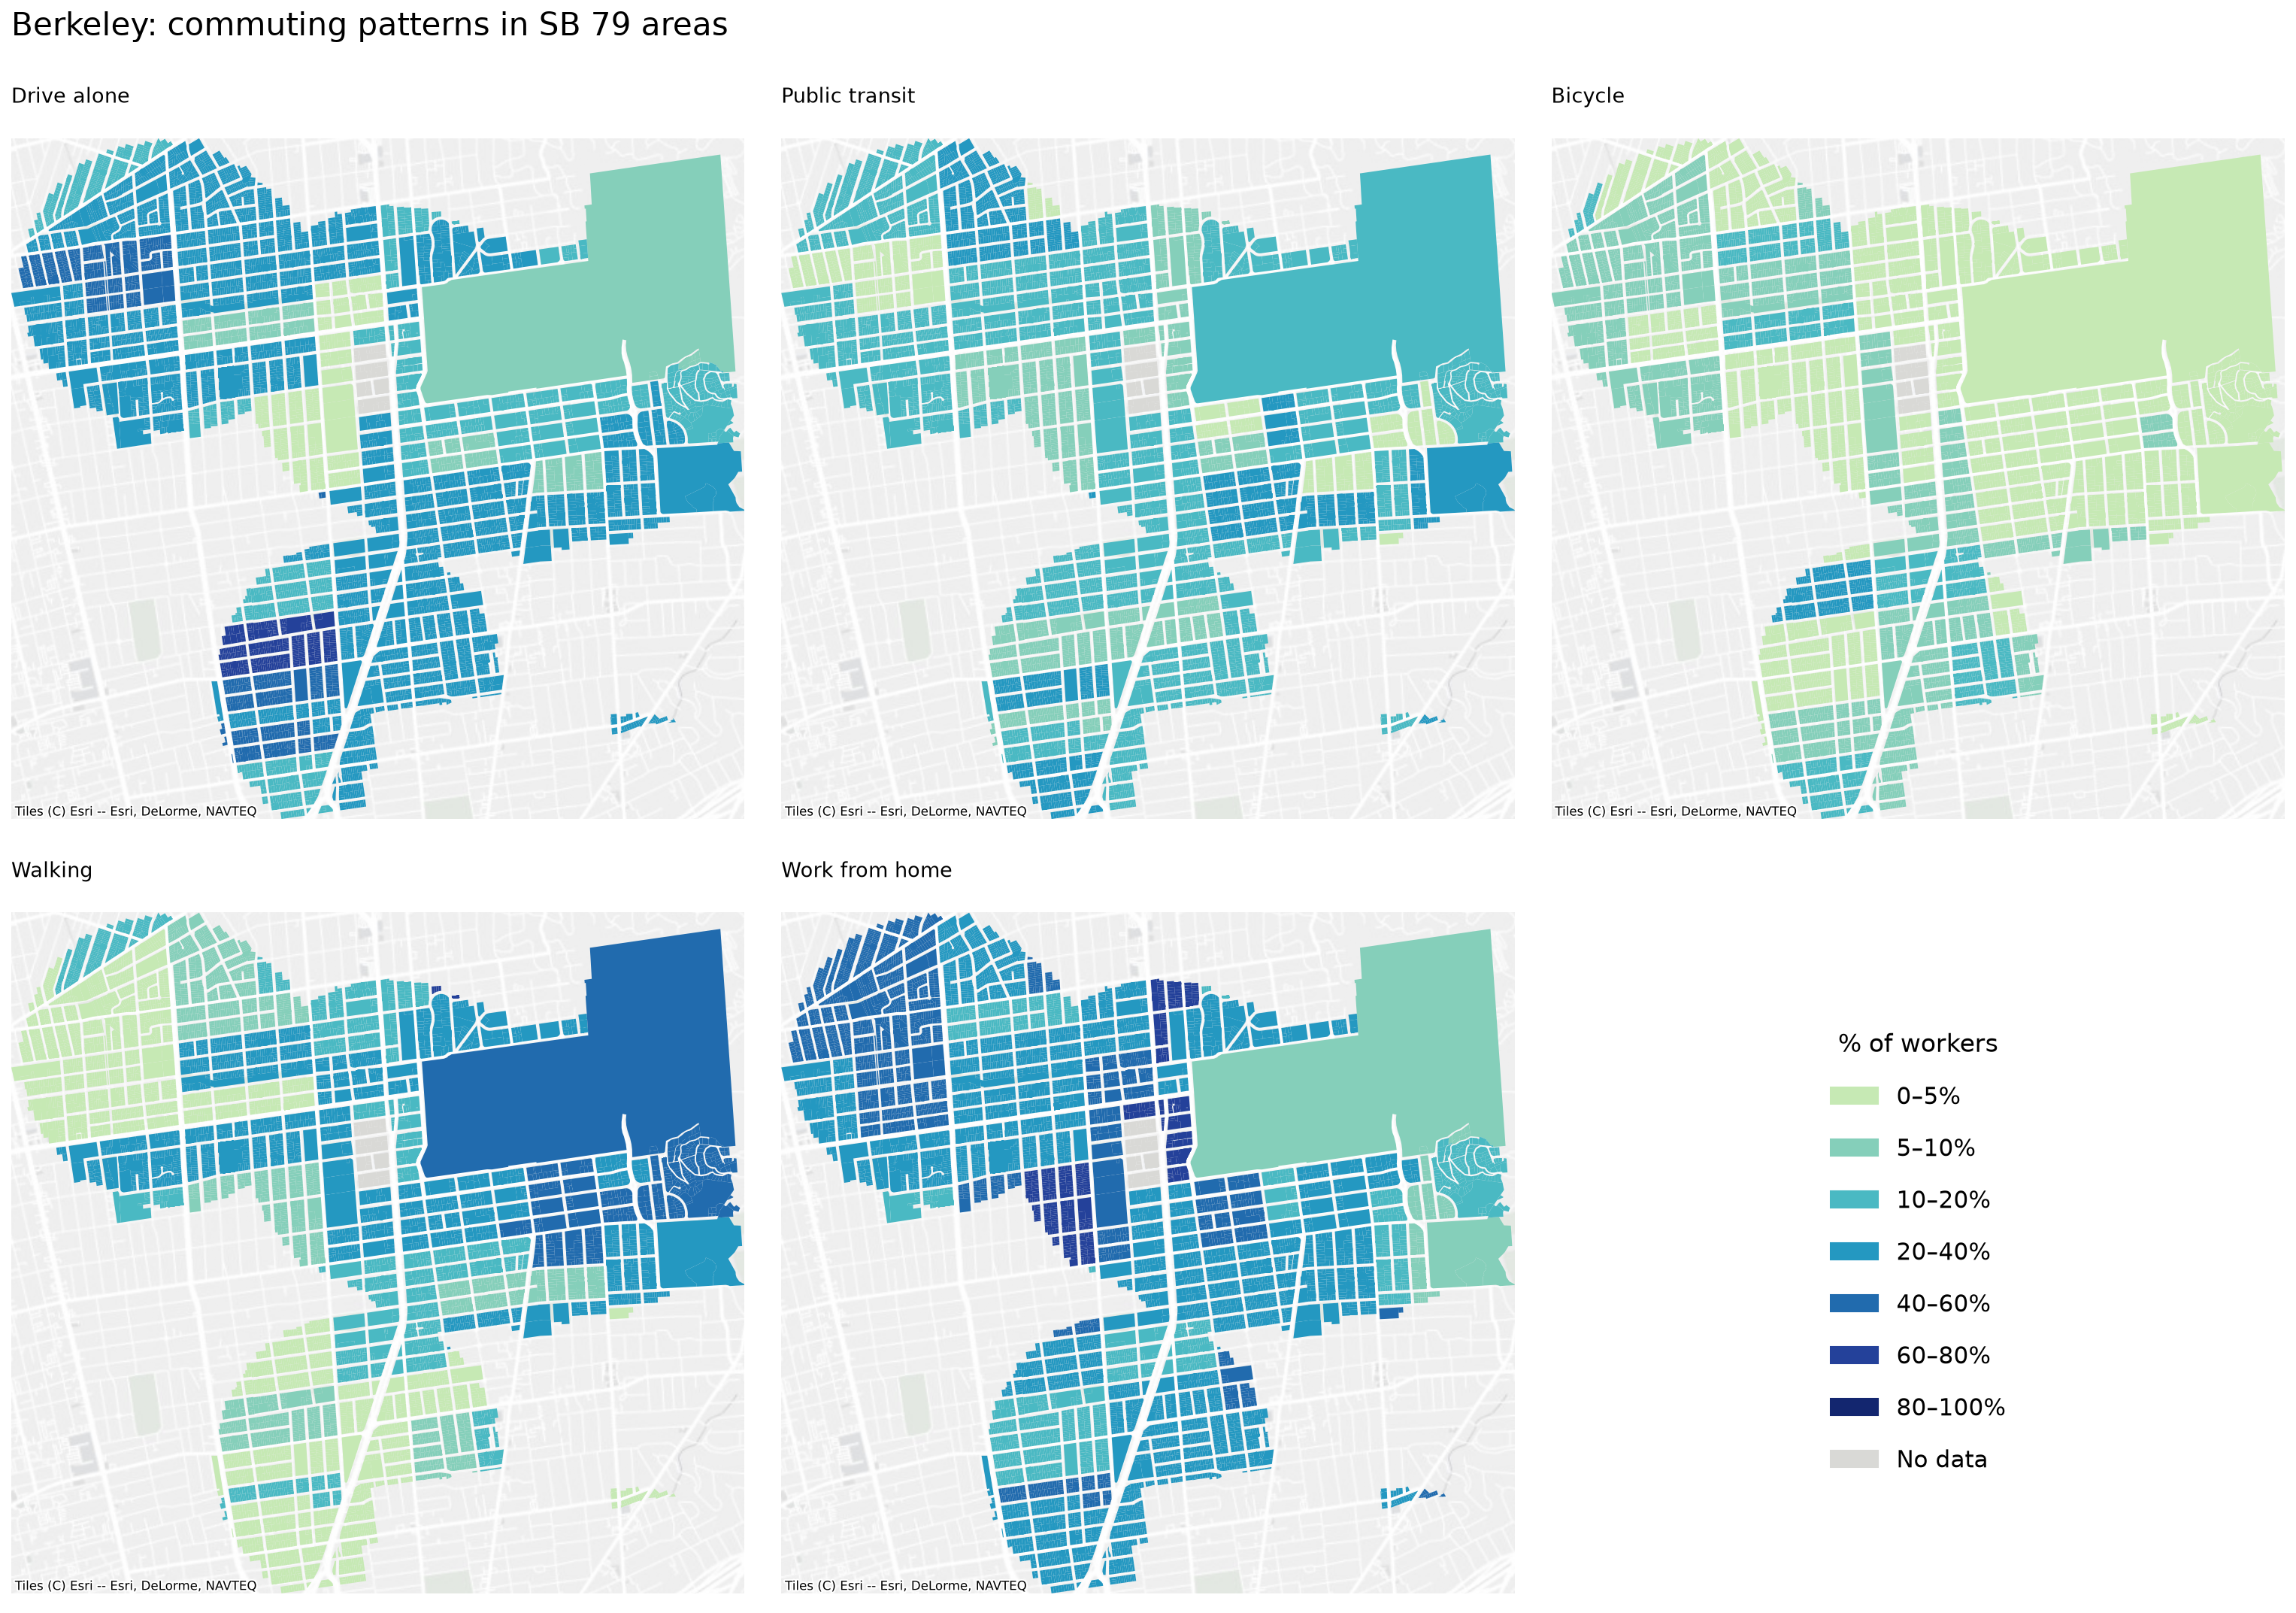 Berkeley: commuting patterns in SB 79 areas
Drive alone
Public transit
Bicycle
Tiles (C) Esri -- Esri, DeLorme, NAVTEQ
Tiles (C) Esri -- Esri, DeLorme, NAVTEQ
Tiles (C) Esri -- Esri, DeLorme, NAVTEQ
Walking
Work from home
% of workers
0–5%
5–10%
10–20%
20–40%
40–60%
60–80%
80–100%
No data
Tiles (C) Esri -- Esri, DeLorme, NAVTEQ
Tiles (C) Esri -- Esri, DeLorme, NAVTEQ